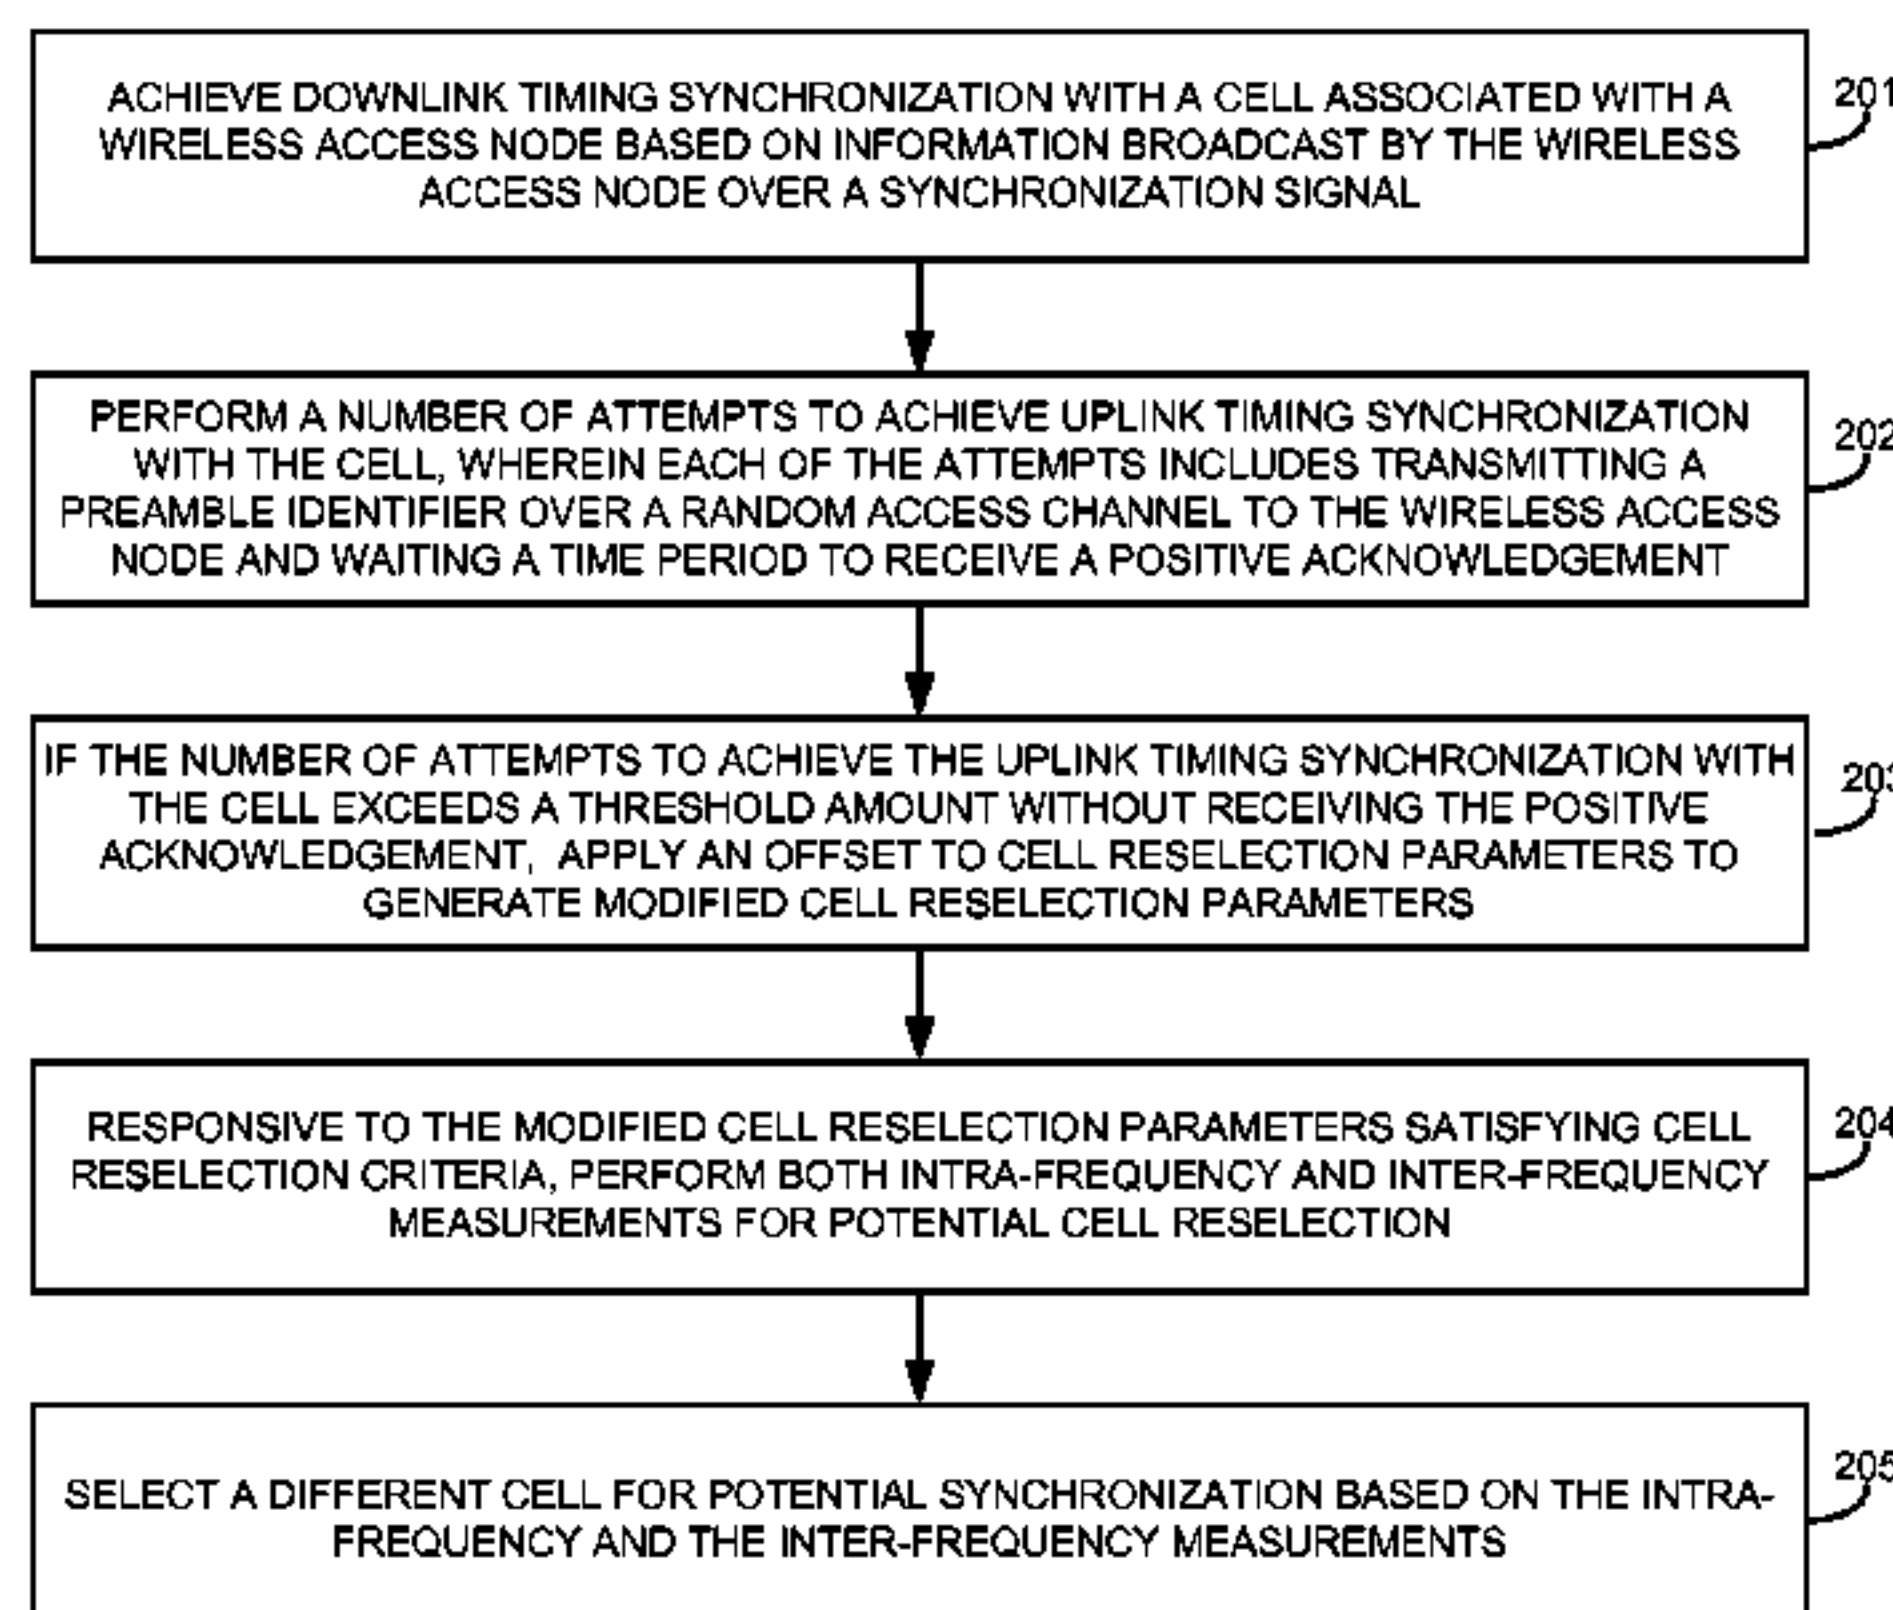 ACHIEVE DOWNLINK TIMING SYNCHRONIZATION WITH A CELL ASSOCIATED WITH A
WIRELESS ACCESS NODE BASED ON INFORMATION BROADCAST BY THE WIRELESS
ACCESS NODE OVER A SYNCHRONIZATION SIGNAL
201
PERFORM A NUMBER OF ATTEMPTS TO ACHIEVE UPLINK TIMING SYNCHRONIZATION
WITH THE CELL, WHEREIN EACH OF THE ATTEMPTS INCLUDES TRANSMITTING A
PREAMBLE IDENTIFIER OVER A RANDOM ACCESS CHANNEL TO THE WIRELESS ACCESS
NODE AND WAITING A TIME PERIOD TO RECEIVE A POSITIVE ACKNOWLEDGEMENT
202
IF THE NUMBER OF ATTEMPTS TO ACHIEVE THE UPLINK TIMING SYNCHRONIZATION WITH
THE CELL EXCEEDS A THRESHOLD AMOUNT WITHOUT RECEIVING THE POSITIVE
ACKNOWLEDGEMENT, APPLY AN OFFSET TO CELL RESELECTION PARAMETERS TO
GENERATE MODIFIED CELL RESELECTION PARAMETERS
203
RESPONSIVE TO THE MODIFIED CELL RESELECTION PARAMETERS SATISFYING CELL
RESELECTION CRITERIA, PERFORM BOTH INTRA-FREQUENCY AND INTER-FREQUENCY
MEASUREMENTS FOR POTENTIAL CELL RESELECTION
204
SELECT A DIFFERENT CELL FOR POTENTIAL SYNCHRONIZATION BASED ON THE INTRA-
FREQUENCY AND THE INTER-FREQUENCY MEASUREMENTS
205